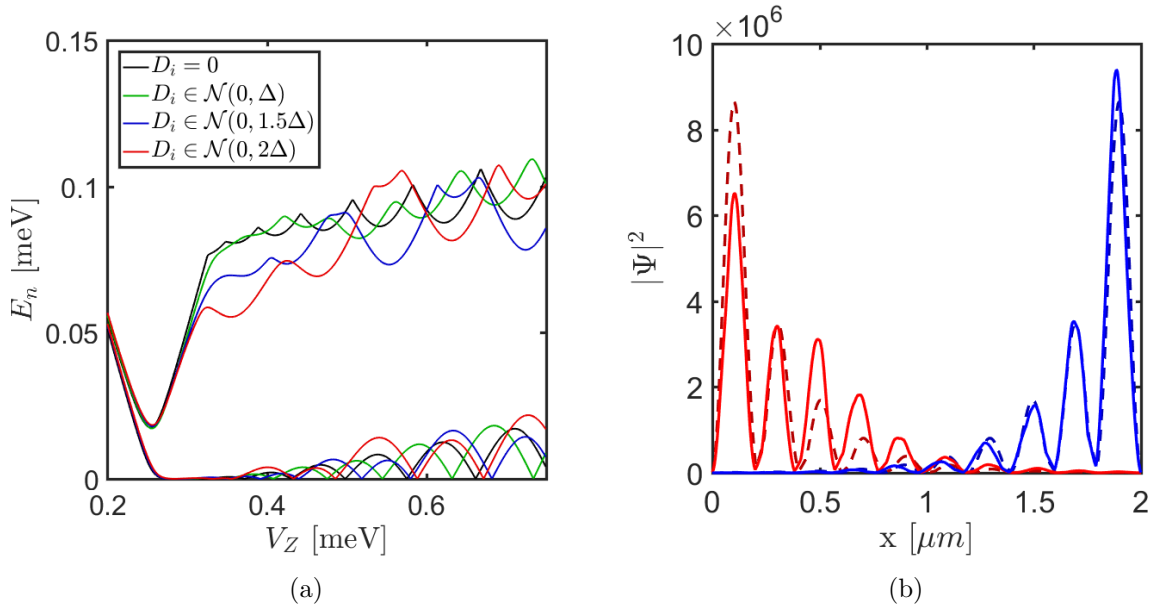 0.15
0.1
0.05
0
E_n [meV]
D_i = 0
D_i ∈ N(0, Δ)
D_i ∈ N(0, 1.5Δ)
D_i ∈ N(0, 2Δ)
0.2 0.4 0.6
V_Z [meV]
(a)
×10^6
10
8
6
4
2
0
|Ψ|^2
0 0.5 1 1.5 2
x [μm]
(b)